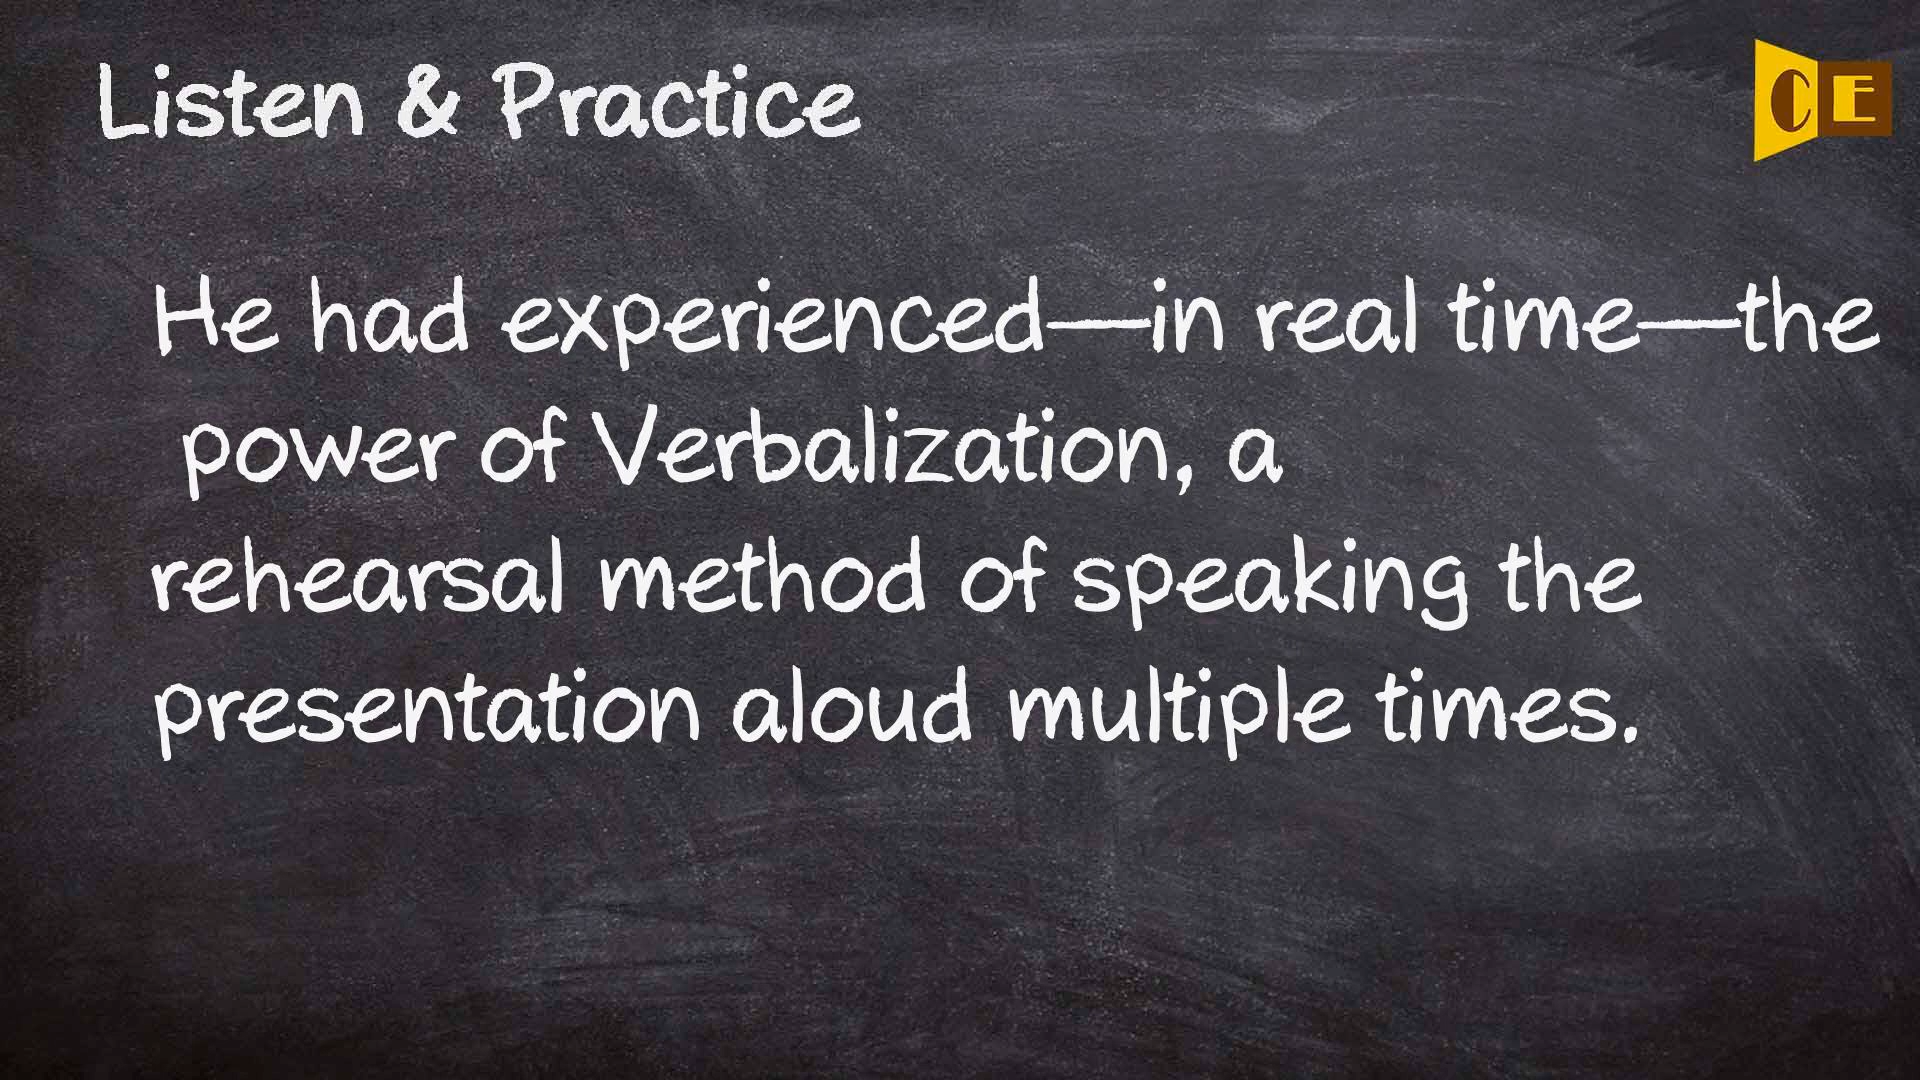 Listen & Practice
CE
He had experienced—in real time—the
power of Verbalization, a
rehearsal method of speaking the
presentation aloud multiple times.